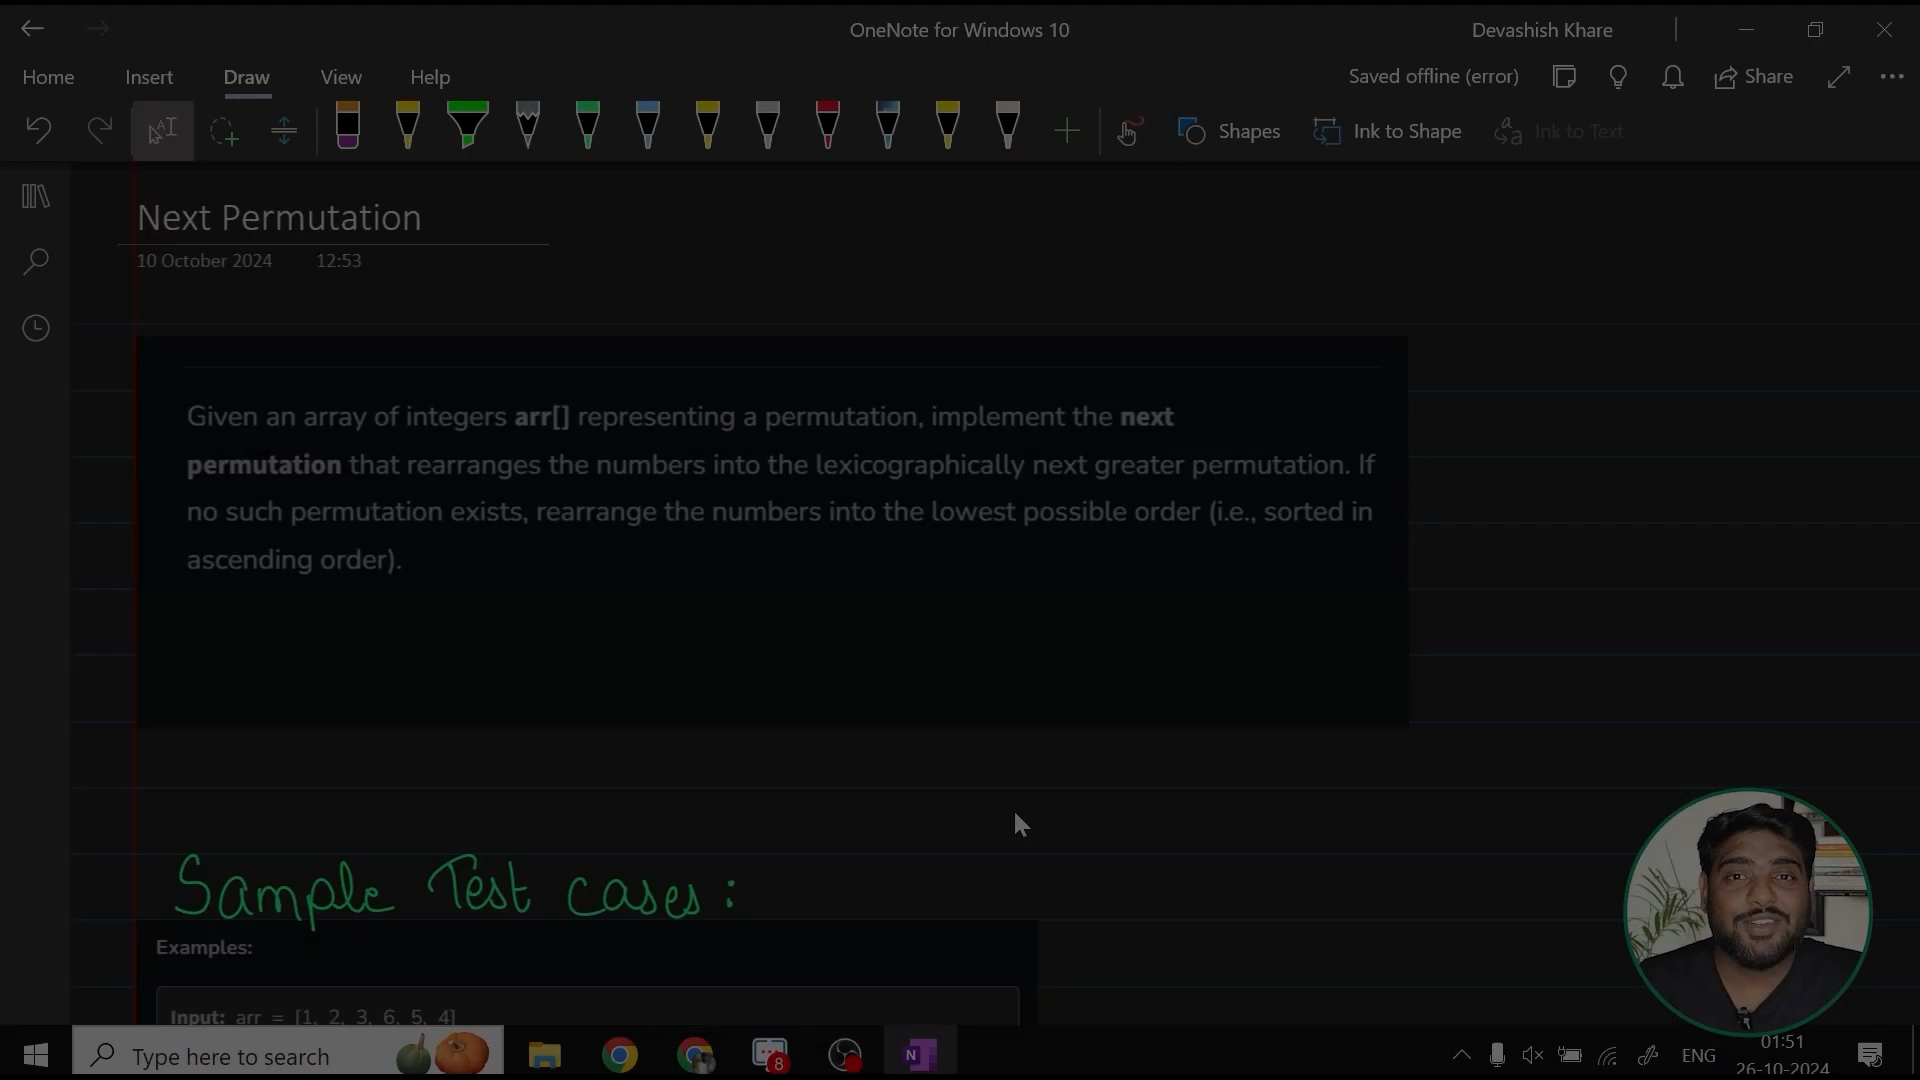 OneNote for Windows 10
Devashish Khare
Home Insert Draw View Help
Saved offline (error)
Share
Shapes
Ink to Shape
Ink to Text
Next Permutation
10 October 2024 12:53
Given an array of integers arr[] representing a permutation, implement the next
permutation that rearranges the numbers into the lexicographically next greater permutation. If
no such permutation exists, rearrange the numbers into the lowest possible order (i.e., sorted in
ascending order).
Sample Test cases :
Examples:
Input: arr = [1, 2, 3, 6, 5, 4]
Type here to search
8
N
ENG
01:51
26-10-2024